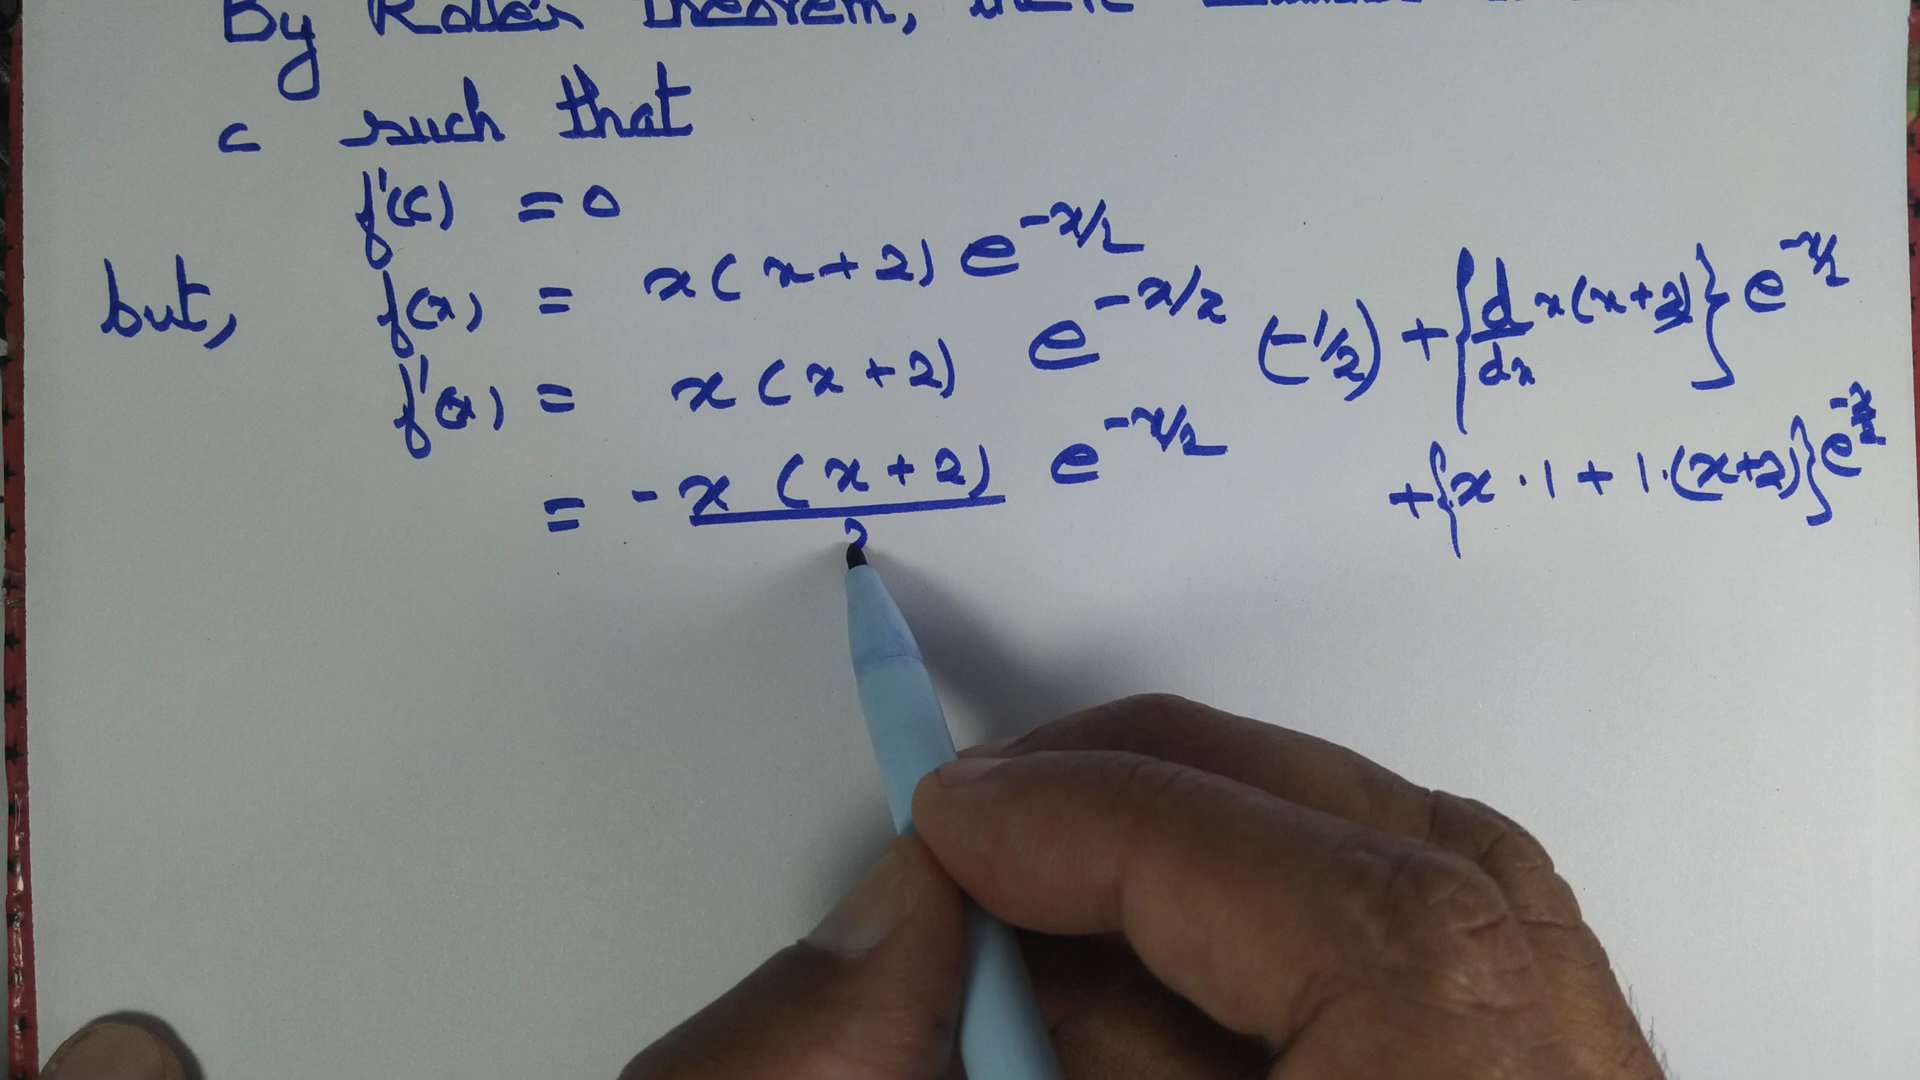 By Rolle's Theorem, there
c such that
f'(c) = 0
but, f(x) = x(x+2) e^{-x/2}
f'(x) = x(x+2) e^{-x/2} (-1/2) + {d/dx x(x+2)} e^{-x/2}
= -x(x+2)/2 e^{-x/2} + {x·1 + 1·(x+2)} e^{-x/2}